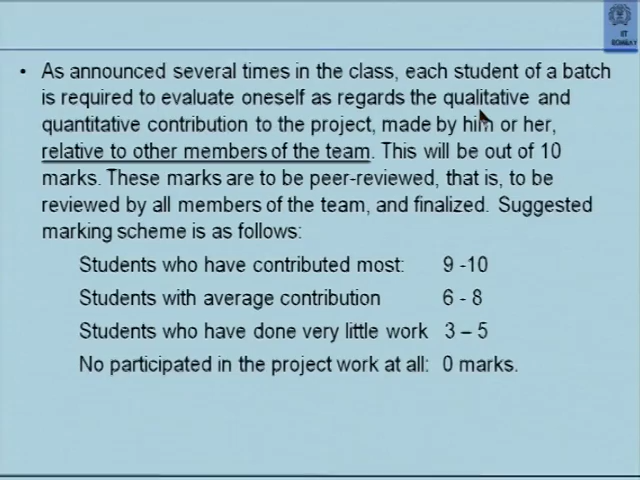 IIT
BOMBAY
• As announced several times in the class, each student of a batch
is required to evaluate oneself as regards the qualitative and
quantitative contribution to the project, made by him or her,
relative to other members of the team. This will be out of 10
marks. These marks are to be peer-reviewed, that is, to be
reviewed by all members of the team, and finalized. Suggested
marking scheme is as follows:
Students who have contributed most: 9 -10
Students with average contribution 6 - 8
Students who have done very little work 3 – 5
No participated in the project work at all: 0 marks.